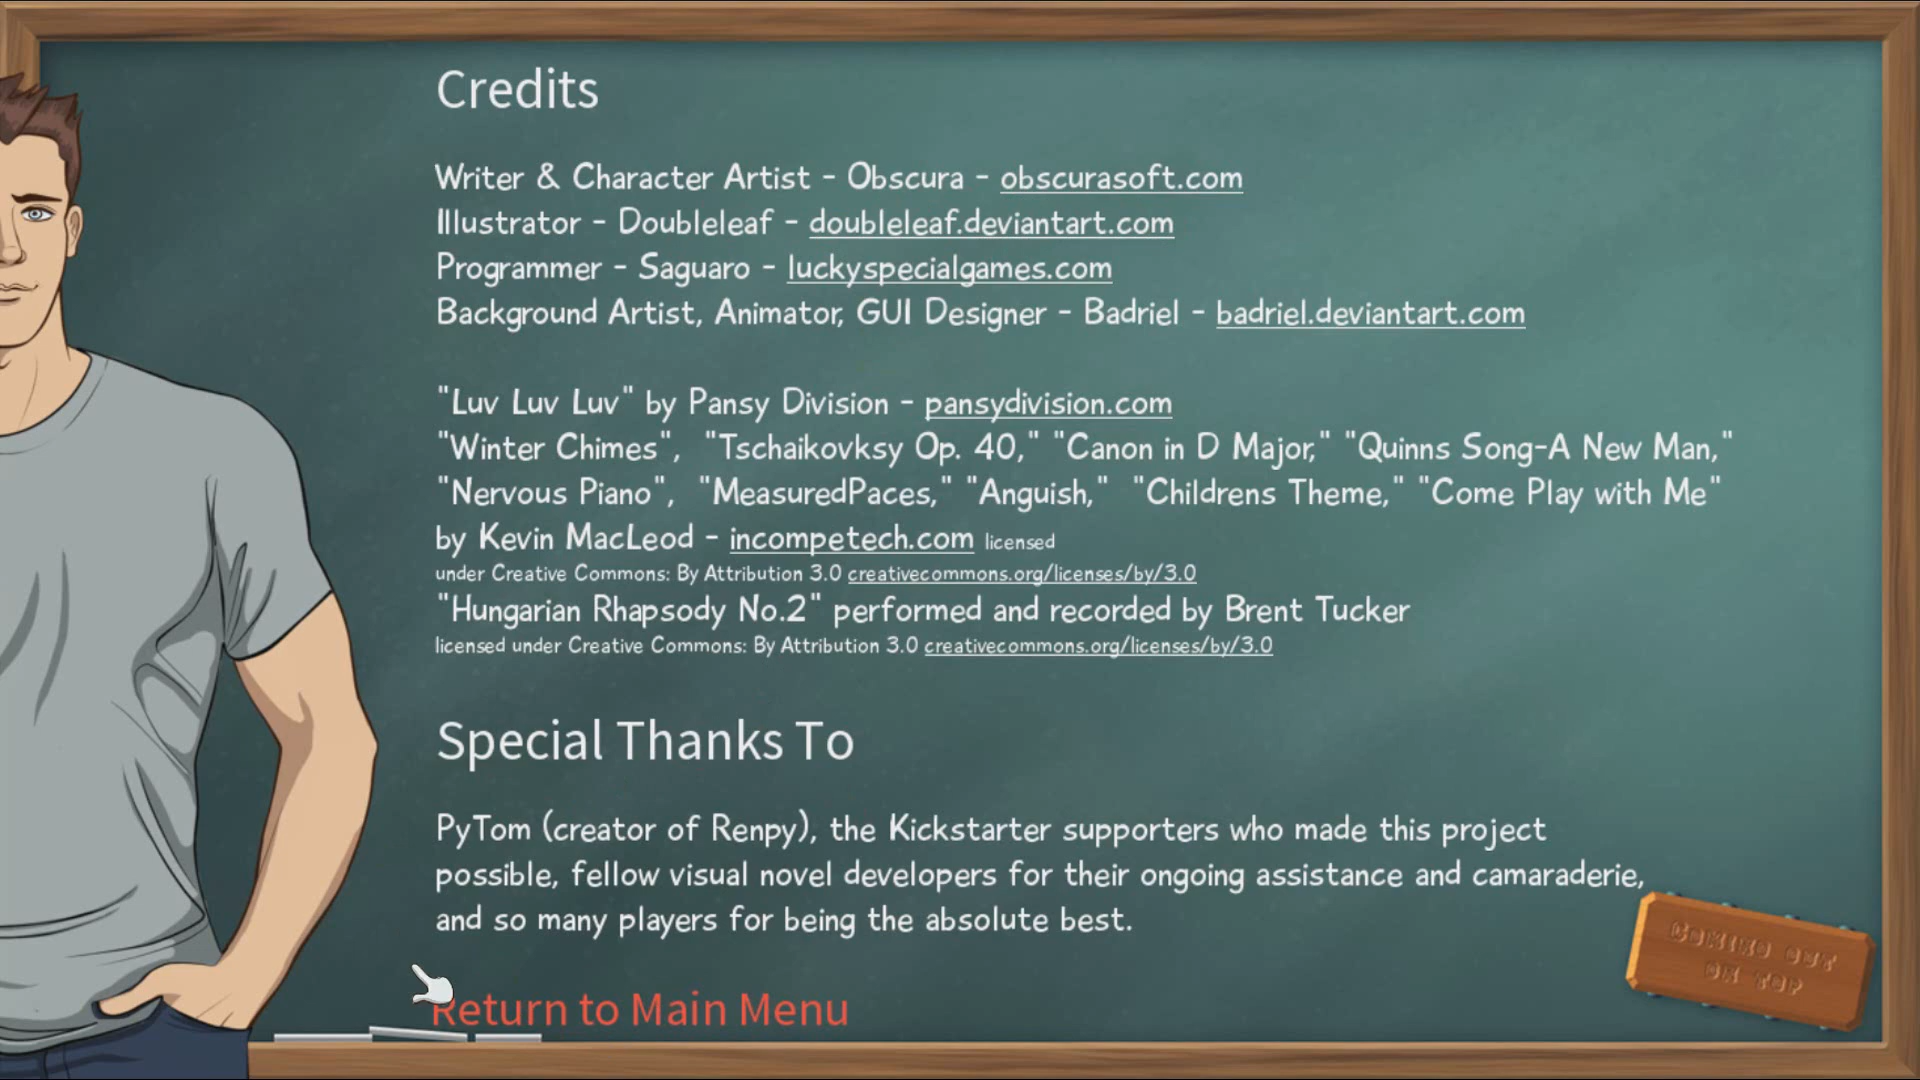 Credits
Writer & Character Artist - Obscura - obscurasoft.com
Illustrator - Doubleleaf - doubleleaf.deviantart.com
Programmer - Saguaro - luckyspecialgames.com
Background Artist, Animator, GUI Designer - Badriel - badriel.deviantart.com
"Luv Luv Luv" by Pansy Division - pansydivision.com
"Winter Chimes", "Tschaikovksy Op. 40," "Canon in D Major," "Quinns Song-A New Man,"
"Nervous Piano", "MeasuredPaces," "Anguish," "Childrens Theme," "Come Play with Me"
by Kevin MacLeod - incompetech.com licensed
under Creative Commons: By Attribution 3.0 creativecommons.org/licenses/by/3.0
"Hungarian Rhapsody No.2" performed and recorded by Brent Tucker
licensed under Creative Commons: By Attribution 3.0 creativecommons.org/licenses/by/3.0
Special Thanks To
PyTom (creator of Renpy), the Kickstarter supporters who made this project
possible, fellow visual novel developers for their ongoing assistance and camaraderie,
and so many players for being the absolute best.
COMING OUT
ON TOP
Return to Main Menu